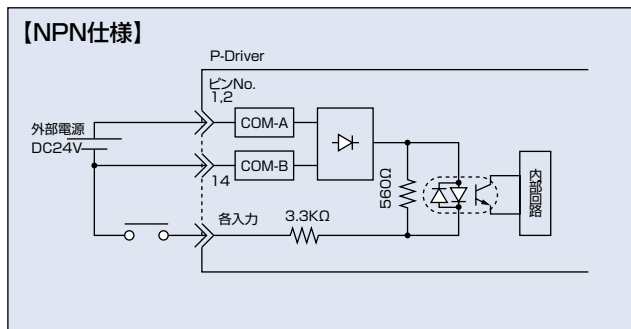 【NPN仕様】
P-Driver
ピンNo.
1,2
外部電源
DC24V
COM-A
COM-B
14
560Ω
内部回路
各入力
3.3KΩ